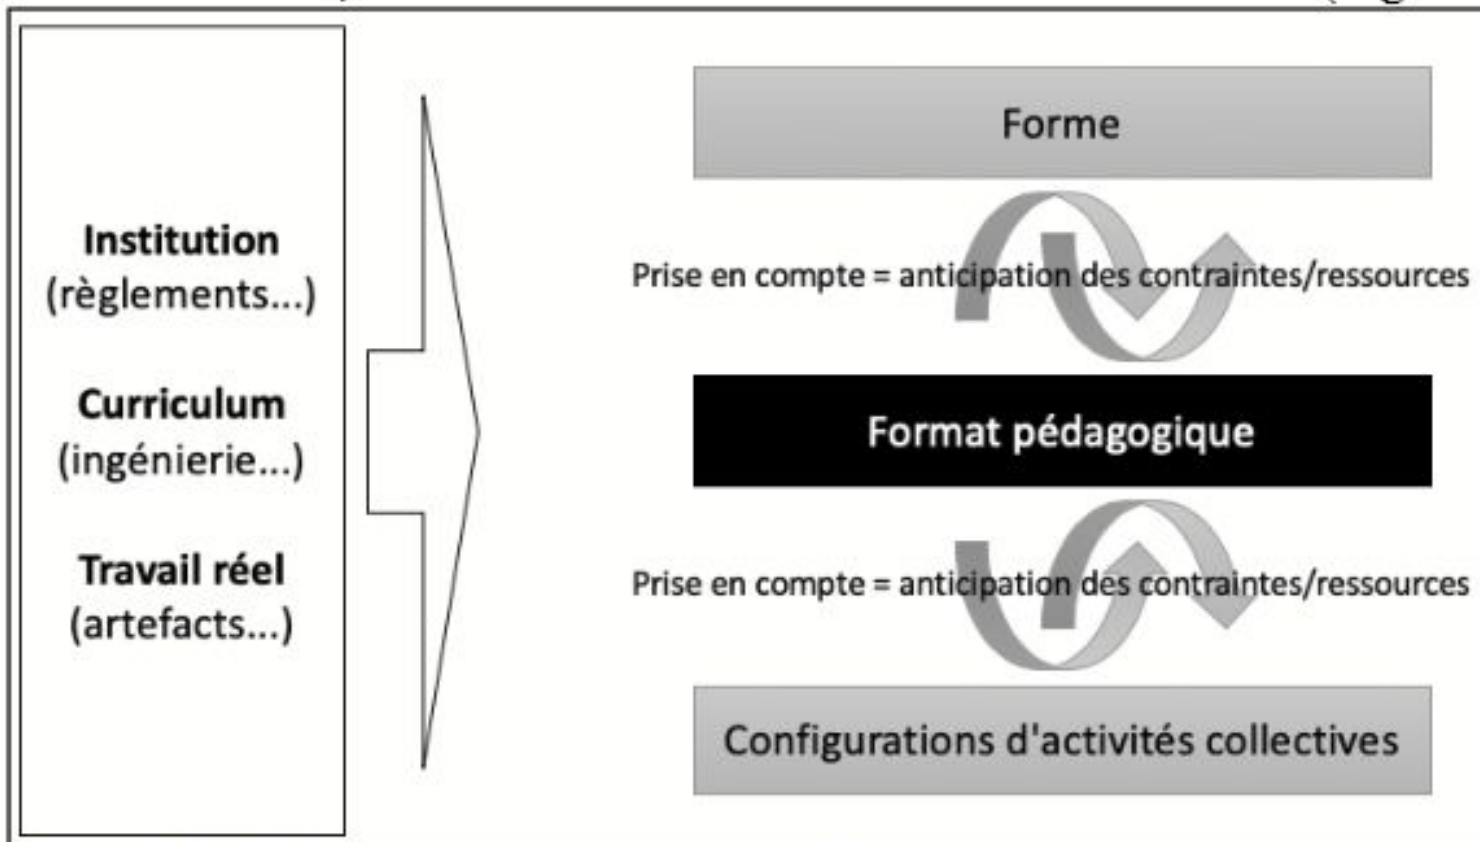 Institution
(règlements...)
Curriculum
(ingénierie...)
Travail réel
(artefacts...)
Forme
Prise en compte = anticipation des contraintes/ressources
Format pédagogique
Prise en compte = anticipation des contraintes/ressources
Configurations d'activités collectives